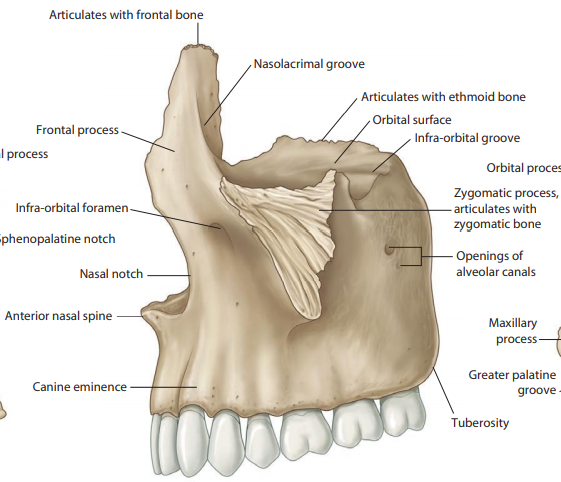 Articulates with frontal bone
Nasolacrimal groove
Articulates with ethmoid bone
Orbital surface
Infra-orbital groove
Frontal process
l process
Orbital proces
Zygomatic process,
articulates with
zygomatic bone
Infra-orbital foramen
Sphenopalatine notch
Openings of
alveolar canals
Nasal notch
Anterior nasal spine
Maxillary
process
Greater palatine
groove
Canine eminence
Tuberosity